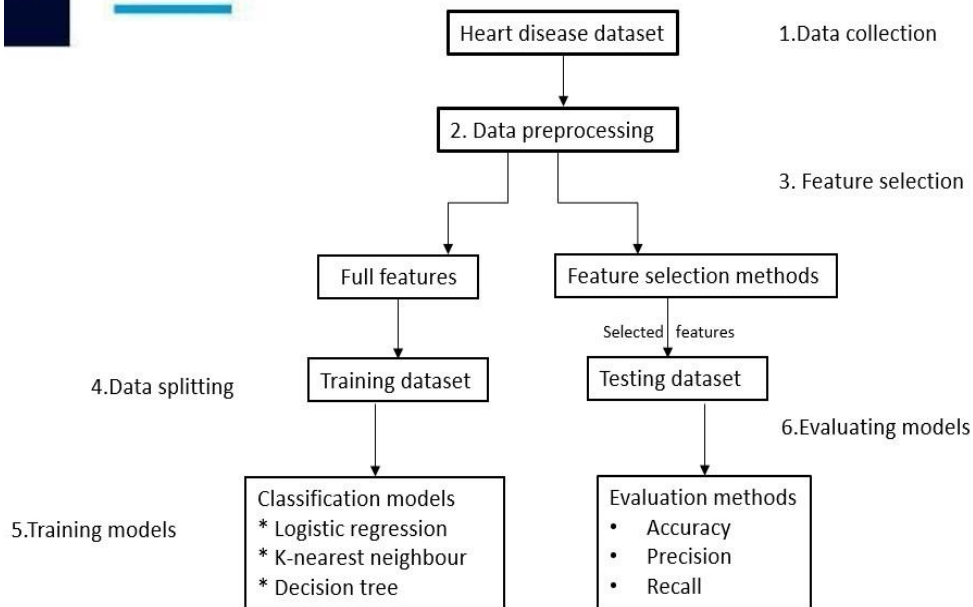 Heart disease dataset
1.Data collection
2. Data preprocessing
3. Feature selection
Full features
Feature selection methods
Selected features
4.Data splitting
Training dataset
Testing dataset
6.Evaluating models
5.Training models
Classification models
* Logistic regression
* K-nearest neighbour
* Decision tree
Evaluation methods
• Accuracy
• Precision
• Recall